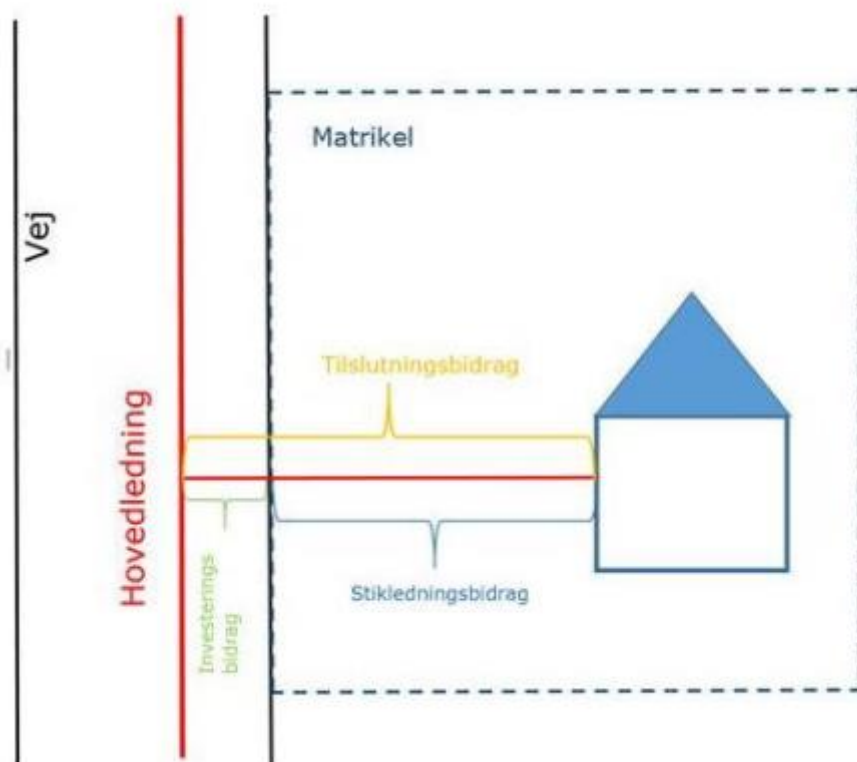 Matrikel
Vej
Tilslutningsbidrag
Hovedledning
Investerings
bidrag
Stikledningsbidrag